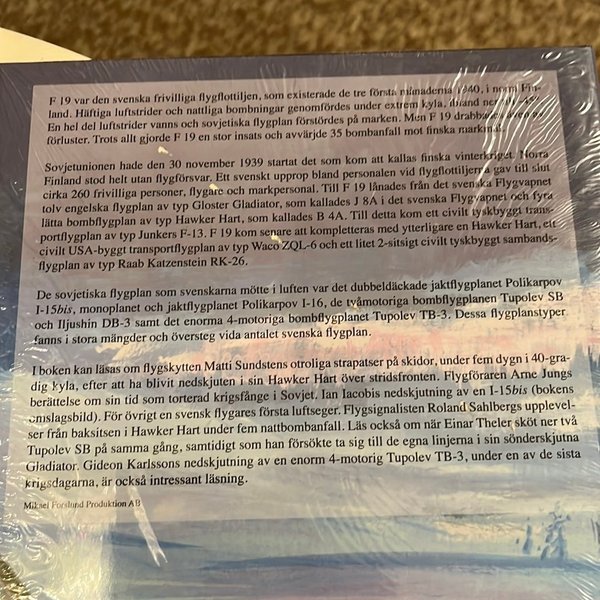 F 19 var den svenska frivilliga flygflottiljen, som existerade de tre första månaderna 1940, i norra Fin-
land. Häftiga luftstrider och nattliga bombningar genomfördes under extrem kyla, ibland ner till -45°.
En hel del luftstrider vanns och sovjetiska flygplan förstördes på marken. Men F 19 drabbades även av
förluster. Trots allt gjorde F 19 en stor insats och avvärjde 35 bombanfall mot finska markmål.
Sovjetunionen hade den 30 november 1939 startat det som kom att kallas finska vinterkriget. Norra
Finland stod helt utan flygförsvar. Ett svenskt upprop bland personalen vid flygflottiljerna gav till slut
cirka 260 frivilliga personer, flygare och markpersonal. Till F 19 lånades från det svenska Flygvapnet
tolv engelska flygplan av typ Gloster Gladiator, som kallades J 8A i det svenska Flygvapnet och fyra
lätta bombflygplan av typ Hawker Hart, som kallades B 4A. Till detta kom ett civilt tyskbyggt trans-
portflygplan av typ Junkers F-13. F 19 kom senare att kompletteras med ytterligare en Hawker Hart, ett
civilt USA-byggt transportflygplan av typ Waco ZQL-6 och ett litet 2-sitsigt civilt tyskbyggt sambands-
flygplan av typ Raab Katzenstein RK-26.
De sovjetiska flygplan som svenskarna mötte i luften var det dubbeldäckade jaktflygplanet Polikarpov
I-15bis, monoplanet och jaktflygplanet Polikarpov I-16, de tvåmotoriga bombflygplanen Tupolev SB
och Iljushin DB-3 samt det enorma 4-motoriga bombflygplanet Tupolev TB-3. Dessa flygplanstyper
fanns i stora mängder och översteg vida antalet svenska flygplan.
I boken kan läsas om flygskytten Matti Sundstens otroliga strapatser på skidor, under fem dygn i 40-gra-
dig kyla, efter att ha blivit nedskjuten i sin Hawker Hart över stridsfronten. Flygföraren Arne Jungs
berättelse om sin tid som torterad krigsfånge i Sovjet. Ian Iacobis nedskjutning av en I-15bis (bokens
omslagsbild). För övrigt en svensk flygares första luftseger. Flygsignalisten Roland Sahlbergs upplevel-
ser från baksitsen i Hawker Hart under fem nattbombanfall. Läs också om när Einar Theler sköt ner två
Tupolev SB på samma gång, samtidigt som han försökte ta sig till de egna linjerna i sin sönderskjutna
Gladiator. Gideon Karlssons nedskjutning av en enorm 4-motorig Tupolev TB-3, under en av de sista
krigsdagarna, är också intressant läsning.
Mikael Forslund Produktion AB